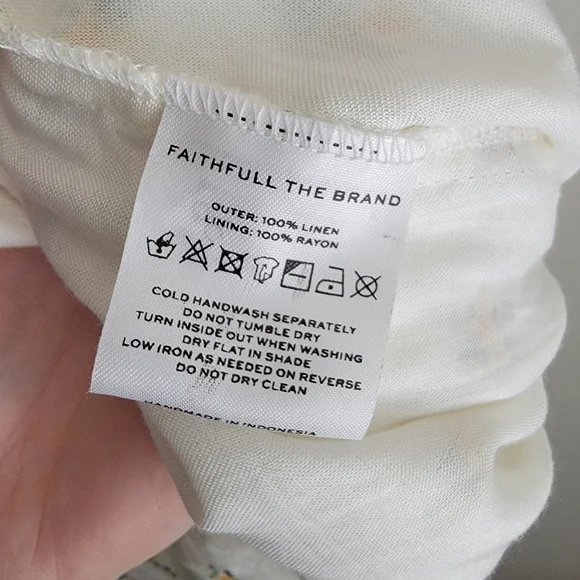 FAITHFULL THE BRAND
OUTER: 100% LINEN
LINING: 100% RAYON
COLD HANDWASH SEPARATELY
DO NOT TUMBLE DRY
TURN INSIDE OUT WHEN WASHING
DRY FLAT IN SHADE
LOW IRON AS NEEDED ON REVERSE
DO NOT DRY CLEAN
HANDMADE IN INDONESIA